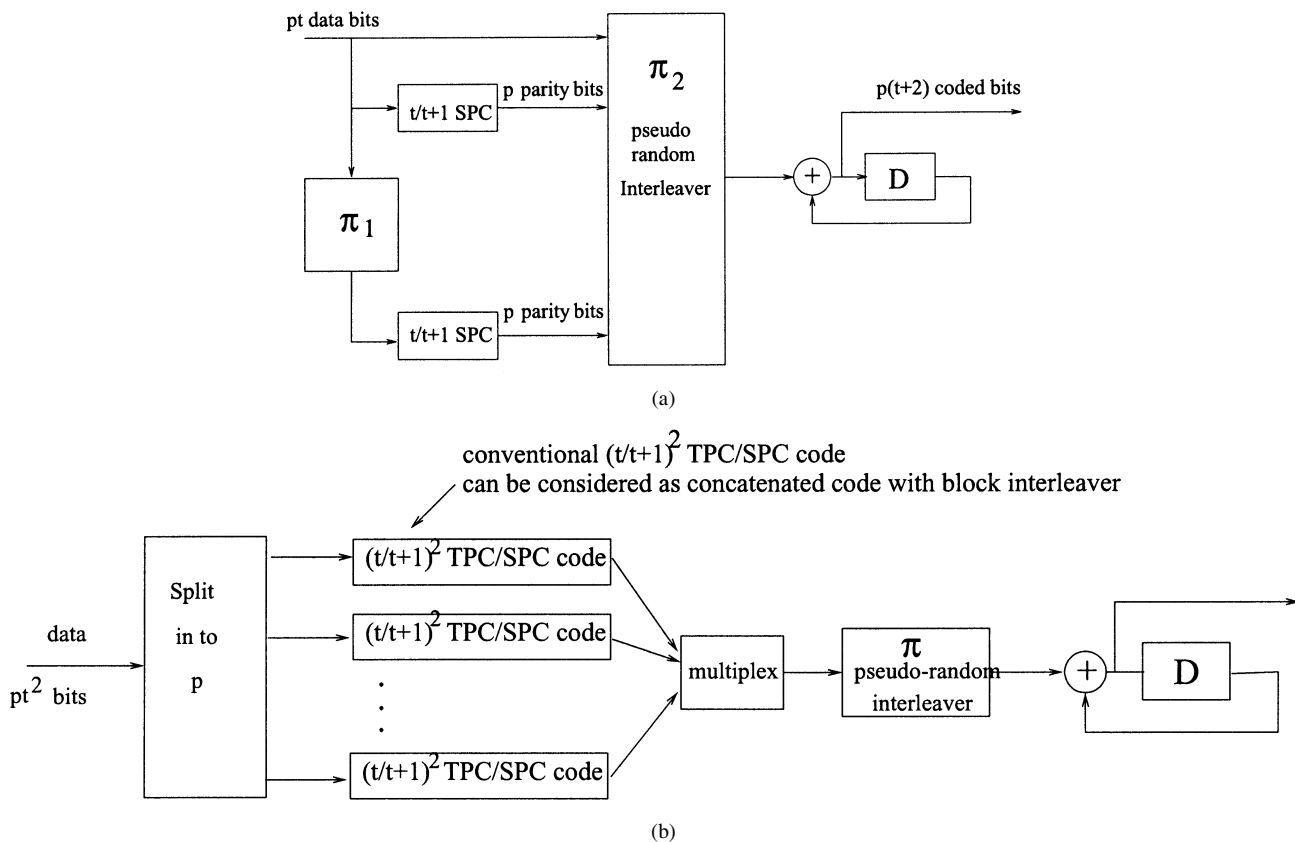 pt data bits
t/t+1 SPC
p parity bits
π1
t/t+1 SPC
p parity bits
π2
pseudo
random
Interleaver
+
D
p(t+2) coded bits
(a)
conventional (t/t+1)^2 TPC/SPC code
can be considered as concatenated code with block interleaver
data
pt^2 bits
Split
in to
p
(t/t+1)^2 TPC/SPC code
(t/t+1)^2 TPC/SPC code
.
.
.
(t/t+1)^2 TPC/SPC code
multiplex
π
pseudo-random
interleaver
+
D
(b)